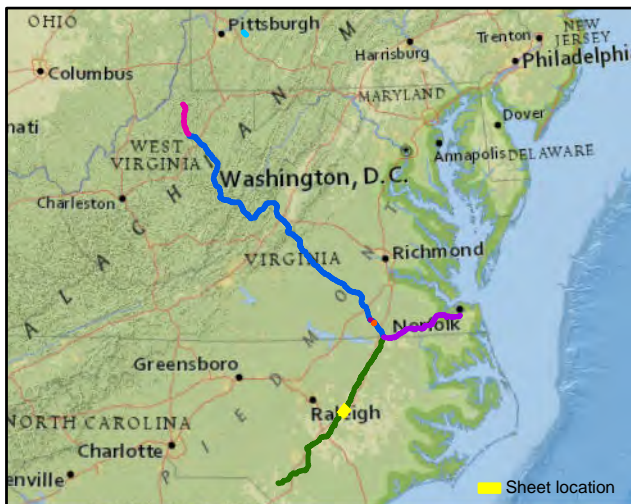 OHIO
Pittsburgh
NEW
JERSEY
Trenton
Harrisburg
Philadelphia
Columbus
MARYLAND
Dover
nati
WEST
VIRGINIA
Annapolis
DELAWARE
Washington, D.C.
Charleston
Richmond
VIRGINIA
A L A C H I A N M O N T
Norfolk
Greensboro
P I E D M O
Raleigh
NORTH CAROLINA
Charlotte
enville
Sheet location